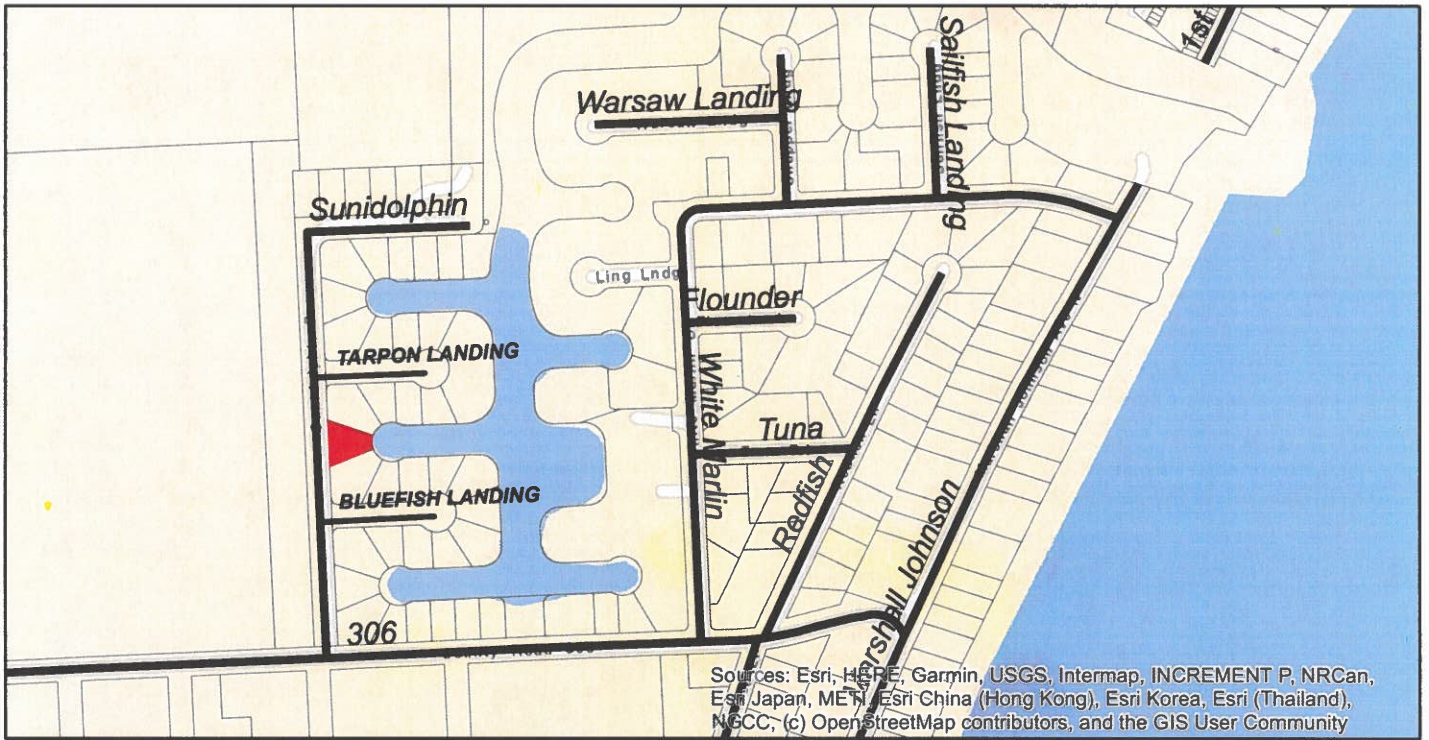 1st
Sailfish Landing
Warsaw Landing
Sunidolphin
Ling Lndg
Flounder
TARPON LANDING
White Marlin
Tuna
Redfish
BLUEFISH LANDING
Marshall Johnson
306
Sources: Esri, HERE, Garmin, USGS, Intermap, INCREMENT P, NRCan,
Esri Japan, METI, Esri China (Hong Kong), Esri Korea, Esri (Thailand),
NGCC, (c) OpenStreetMap contributors, and the GIS User Community